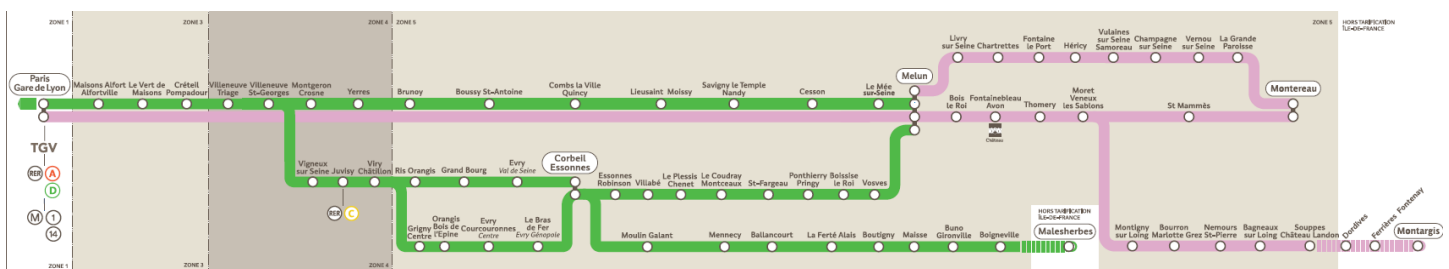 ZONE 1
ZONE 3
ZONE 4
ZONE 5
ZONE 5
HORS TARIFICATION
ÎLE-DE-FRANCE
Paris
Gare de Lyon
Maisons Alfort
Alfortville
Le Vert de
Maisons
Créteil
Pompadour
Villeneuve
Triage
Villeneuve
St-Georges
Montgeron
Crosne
Yerres
Brunoy
Boussy St-Antoine
Combs la Ville
Quincy
Lieusaint Moissy
Savigny le Temple
Nandy
Cesson
Le Mée
sur-Seine
Melun
Livry
sur Seine
Chartrettes
Fontaine
le Port
Héricy
Vulaines
sur Seine
Samoreau
Champagne
sur Seine
Vernou
sur Seine
La Grande
Paroisse
Montereau
Bois
le Roi
Fontainebleau
Avon
Château
Thomery
Moret
Veneux
les Sablons
St Mammès
TGV
RER A
D
M 1
14
Vigneux
sur Seine
Juvisy
Viry
Châtillon
RER C
Ris Orangis
Grand Bourg
Evry
Val de Seine
Corbeil
Essonnes
Essonnes
Robinson
Villabé
Le Plessis
Chenet
Le Coudray
Montceaux
St-Fargeau
Ponthierry
Pringy
Boissise
le Roi
Vosves
Grigny
Centre
Orangis
Bois de
l'Epine
Evry
Courcouronnes
Centre
Le Bras
de Fer
Evry Génopole
Moulin Galant
Mennecy
Ballancourt
La Ferté Alais
Boutigny
Maisse
Buno
Gironville
Boigneville
HORS TARIFICATION
ÎLE-DE-FRANCE
Malesherbes
Montigny
sur Loing
Bourron
Marlotte Grez
Nemours
St-Pierre
Bagneaux
sur Loing
Souppes
Château Landon
Dordives
Ferrières Fontenay
Montargis
ZONE 1
ZONE 3
ZONE 4